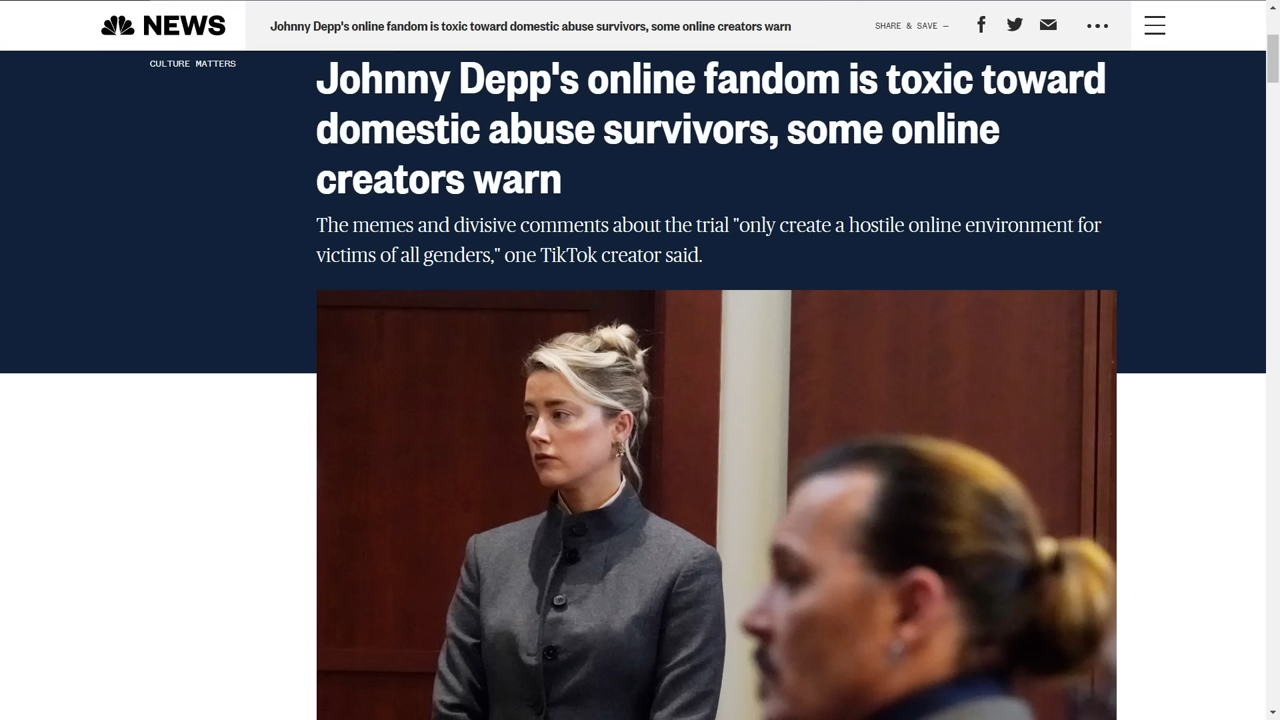 NEWS
Johnny Depp's online fandom is toxic toward domestic abuse survivors, some online creators warn
SHARE & SAVE —
CULTURE MATTERS
Johnny Depp's online fandom is toxic toward
domestic abuse survivors, some online
creators warn
The memes and divisive comments about the trial "only create a hostile online environment for
victims of all genders," one TikTok creator said.